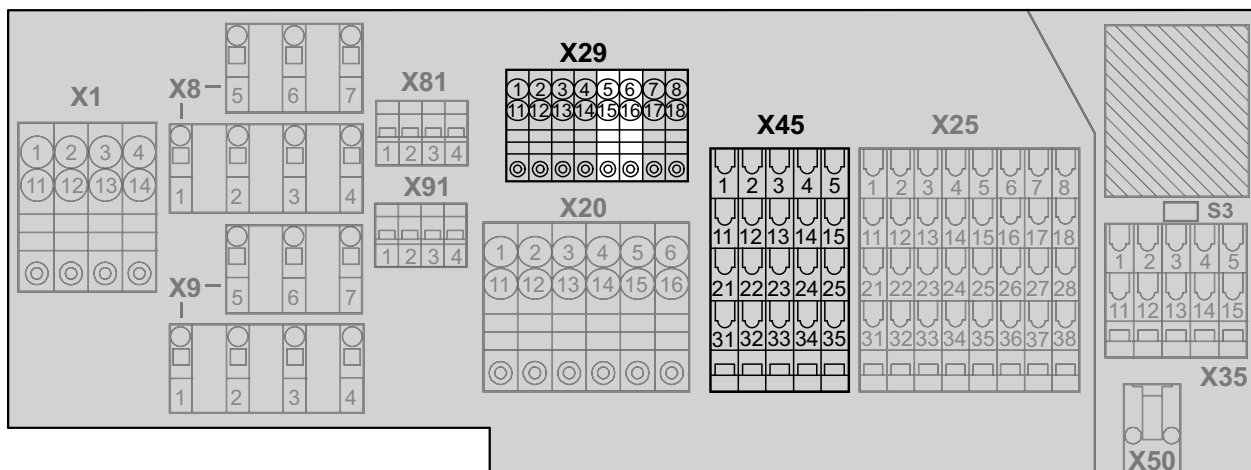 X1
1 2 3 4
11 12 13 14
X8
5 6 7
1 2 3 4
X9
5 6 7
1 2 3 4
X81
1 2 3 4
X91
1 2 3 4
X29
1 2 3 4 5 6 7 8
11 12 13 14 15 16 17 18
X20
1 2 3 4 5 6
11 12 13 14 15 16
X45
1 2 3 4 5
11 12 13 14 15
21 22 23 24 25
31 32 33 34 35
X25
1 2 3 4 5 6 7 8
11 12 13 14 15 16 17 18
21 22 23 24 25 26 27 28
31 32 33 34 35 36 37 38
S3
1 2 3 4 5
11 12 13 14 15
X35
X50